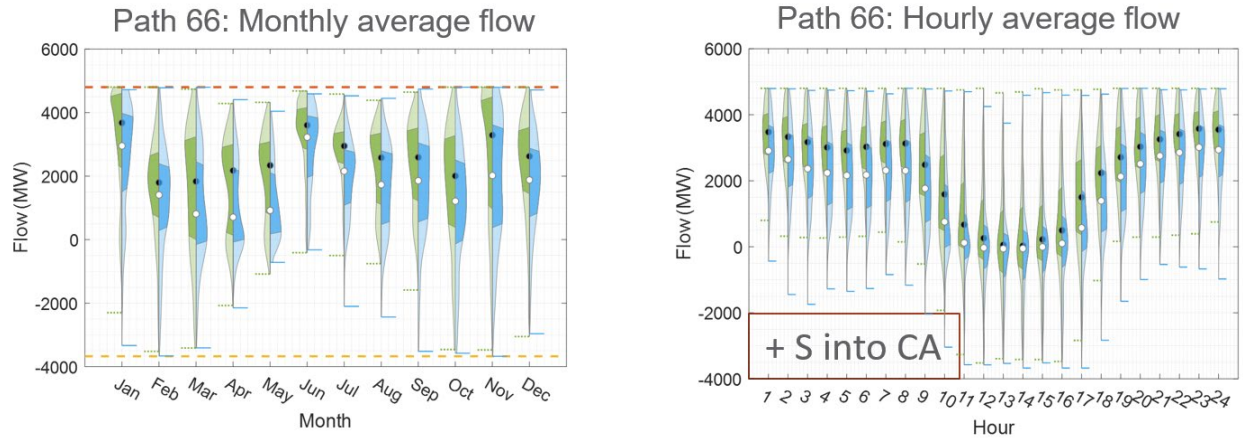 Path 66: Monthly average flow
6000
4000
2000
0
-2000
-4000
Flow (MW)
Jan Feb Mar Apr May Jun Jul Aug Sep Oct Nov Dec
Month
Path 66: Hourly average flow
6000
4000
2000
0
-2000
-4000
Flow (MW)
+ S into CA
1 2 3 4 5 6 7 8 9 10 11 12 13 14 15 16 17 18 19 20 21 22 23 24
Hour